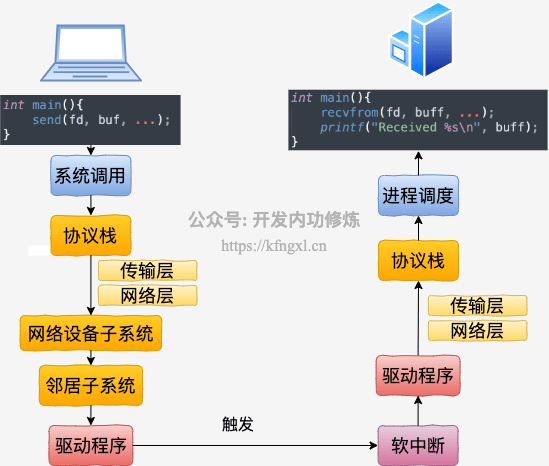 int main(){
send(fd, buf, ...);
}
系统调用
协议栈
传输层
网络层
网络设备子系统
邻居子系统
驱动程序
触发
int main(){
recvfrom(fd, buff, ...);
printf("Received %s\n", buff);
}
进程调度
协议栈
传输层
网络层
驱动程序
软中断
公众号: 开发内功修炼
https://kfngxl.cn